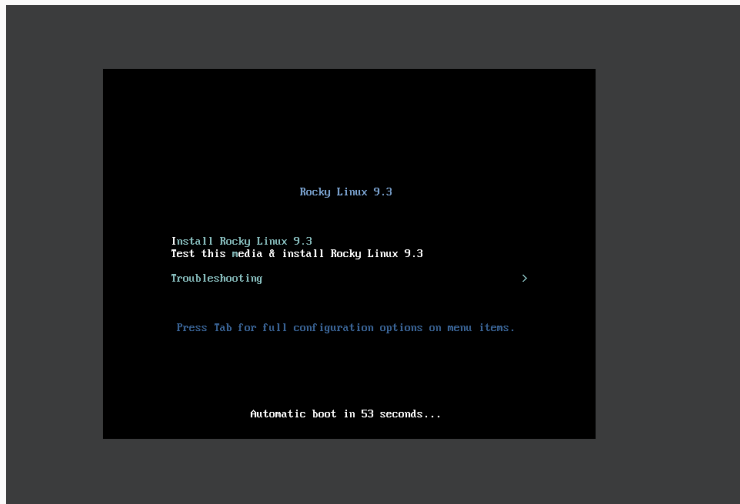 Rocky Linux 9.3
Install Rocky Linux 9.3
Test this media & install Rocky Linux 9.3
Troubleshooting >
Press Tab for full configuration options on menu items.
Automatic boot in 53 seconds...